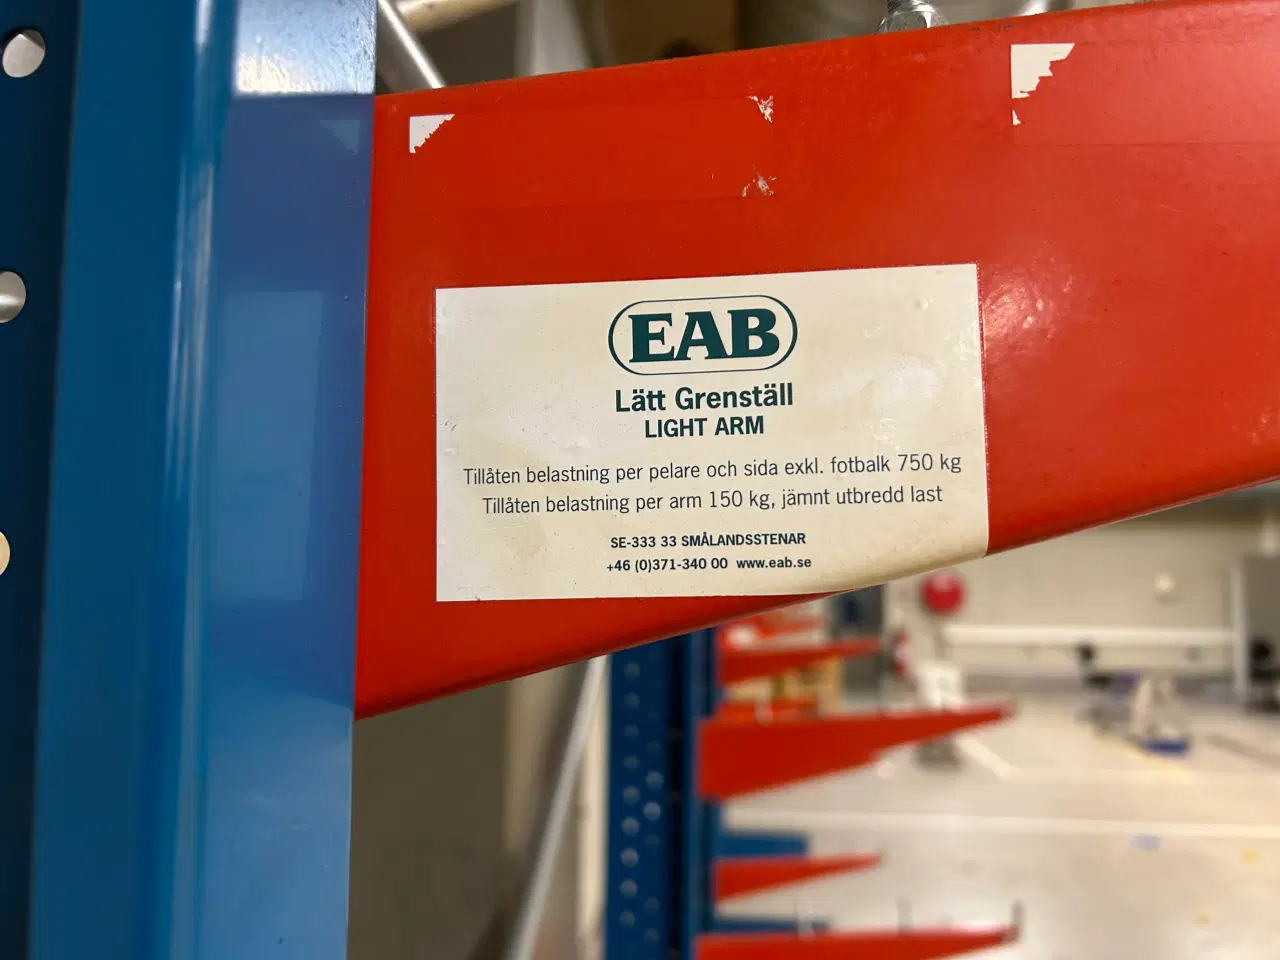 EAB
Lätt Grenställ
LIGHT ARM
Tillåten belastning per pelare och sida exkl. fotbalk 750 kg
Tillåten belastning per arm 150 kg, jämnt utbredd last
SE-333 33 SMÅLANDSSTENAR
+46 (0)371-340 00 www.eab.se